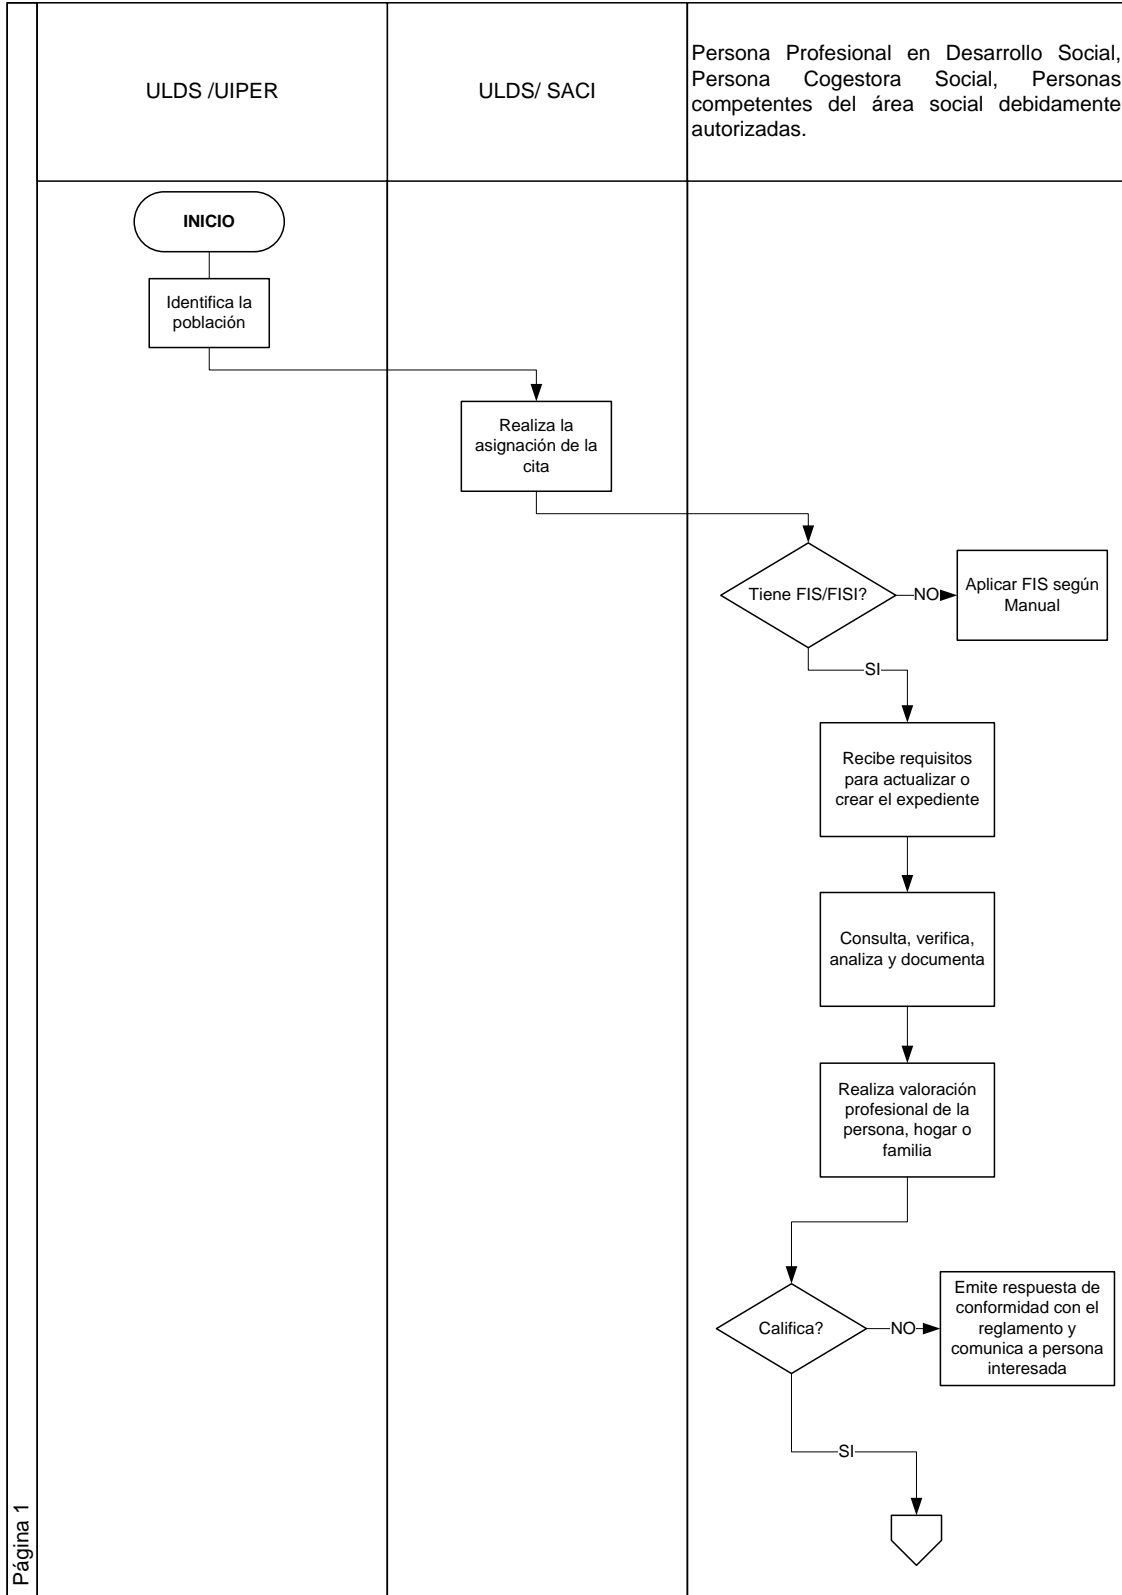 ULDS /UIPER
ULDS/ SACI
Persona Profesional en Desarrollo Social,
Persona Cogestora Social, Personas
competentes del área social debidamente
autorizadas.
INICIO
Identifica la
población
Realiza la
asignación de la
cita
Tiene FIS/FISI?
NO
Aplicar FIS según
Manual
SI
Recibe requisitos
para actualizar o
crear el expediente
Consulta, verifica,
analiza y documenta
Realiza valoración
profesional de la
persona, hogar o
familia
Califica?
NO
Emite respuesta de
conformidad con el
reglamento y
comunica a persona
interesada
SI
Página 1